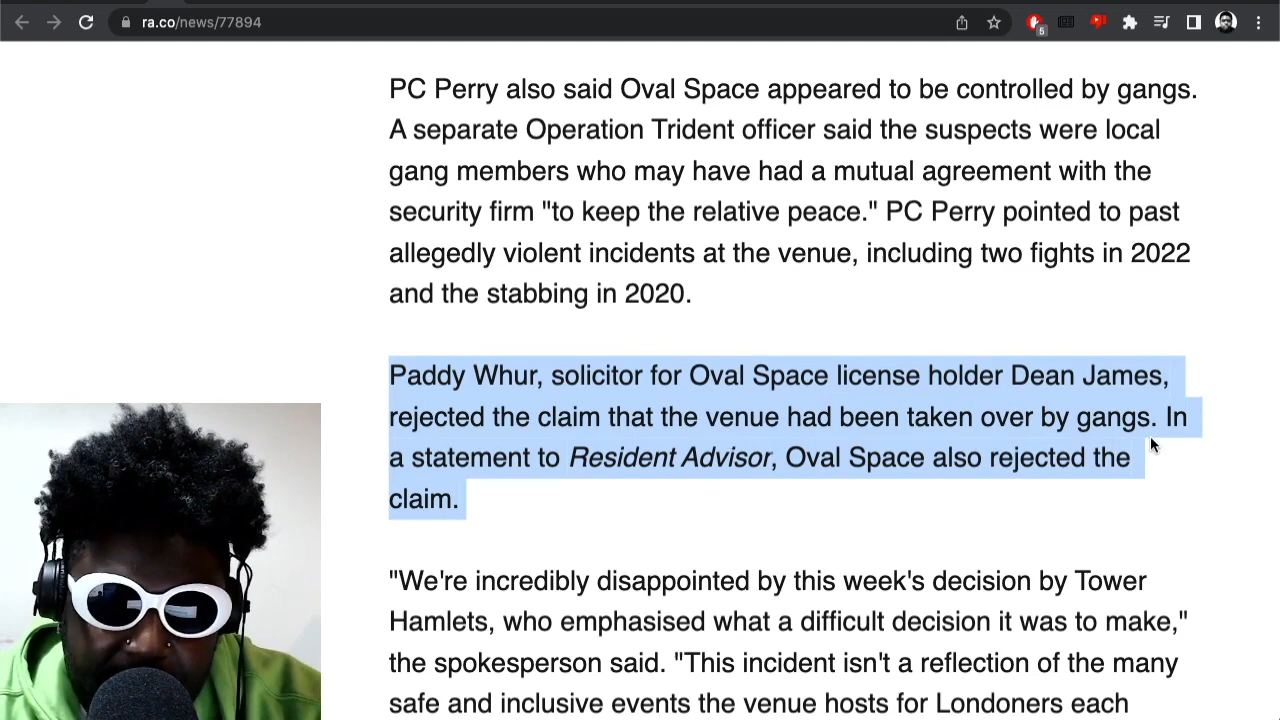 ra.co/news/77894
5
PC Perry also said Oval Space appeared to be controlled by gangs.
A separate Operation Trident officer said the suspects were local
gang members who may have had a mutual agreement with the
security firm "to keep the relative peace." PC Perry pointed to past
allegedly violent incidents at the venue, including two fights in 2022
and the stabbing in 2020.
Paddy Whur, solicitor for Oval Space license holder Dean James,
rejected the claim that the venue had been taken over by gangs. In
a statement to Resident Advisor, Oval Space also rejected the
claim.
"We're incredibly disappointed by this week's decision by Tower
Hamlets, who emphasised what a difficult decision it was to make,"
the spokesperson said. "This incident isn't a reflection of the many
safe and inclusive events the venue hosts for Londoners each